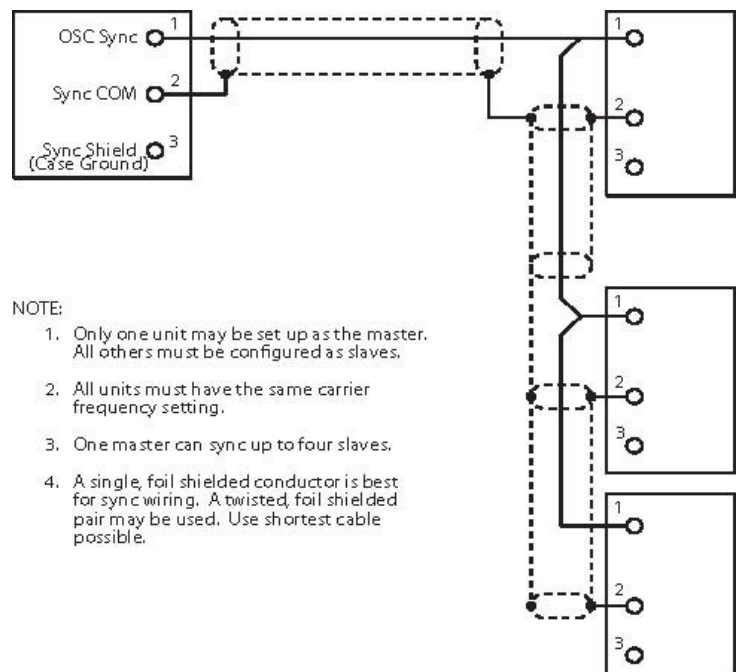 OSC Sync 1
Sync COM 2
Sync Shield 3
(Case Ground)
1
2
3
1
2
3
1
2
3
NOTE:
1. Only one unit may be set up as the master.
All others must be configured as slaves.
2. All units must have the same carrier
frequency setting.
3. One master can sync up to four slaves.
4. A single, foil shielded conductor is best
for sync wiring. A twisted, foil shielded
pair may be used. Use shortest cable
possible.